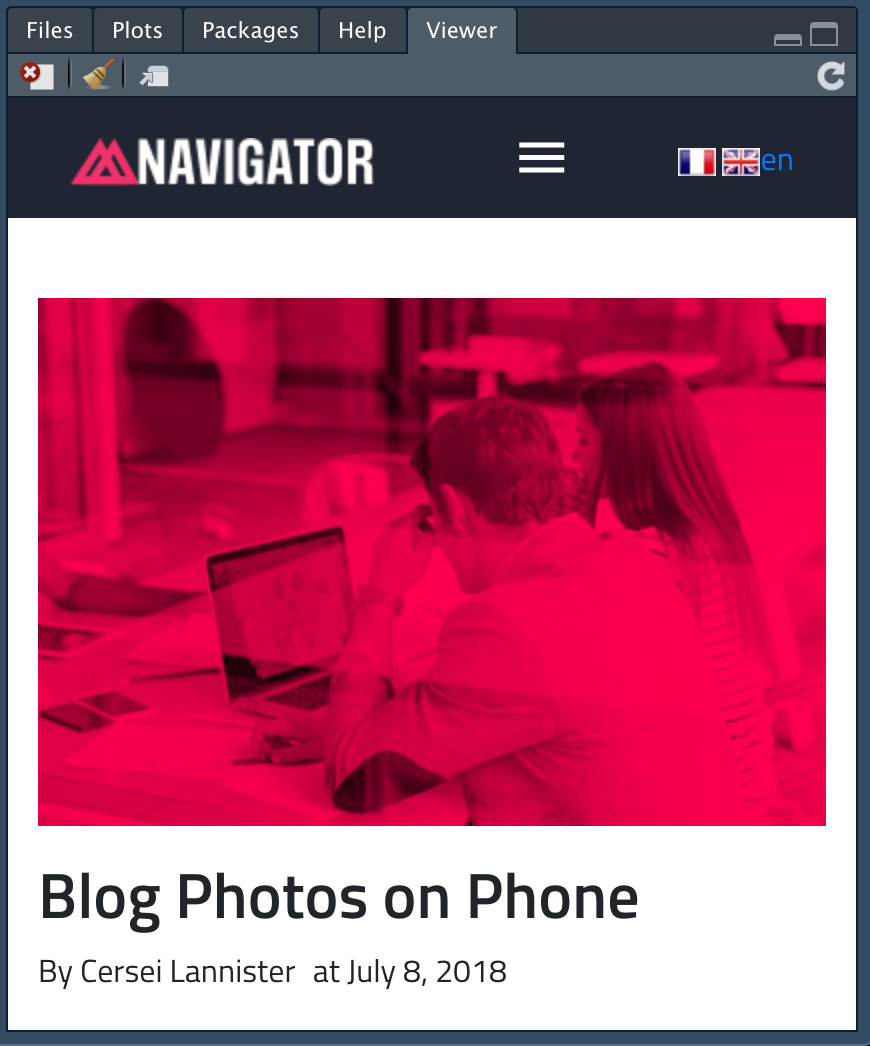 Files Plots Packages Help Viewer
NAVIGATOR en
Blog Photos on Phone
By Cersei Lannister at July 8, 2018